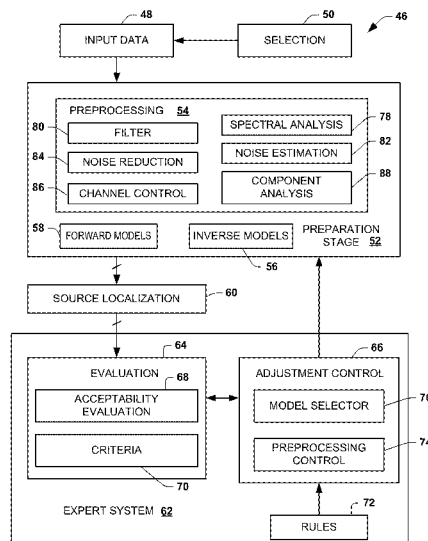 48
50
46
INPUT DATA
SELECTION
PREPROCESSING 54
80
FILTER
SPECTRAL ANALYSIS
78
84
NOISE REDUCTION
NOISE ESTIMATION
82
86
CHANNEL CONTROL
COMPONENT
ANALYSIS
88
58
FORWARD MODELS
INVERSE MODELS
56
PREPARATION
STAGE 52
SOURCE LOCALIZATION
60
64
EVALUATION
68
ACCEPTABILITY
EVALUATION
CRITERIA
70
66
ADJUSTMENT CONTROL
MODEL SELECTOR
PREPROCESSING
CONTROL
74
EXPERT SYSTEM 62
72
RULES